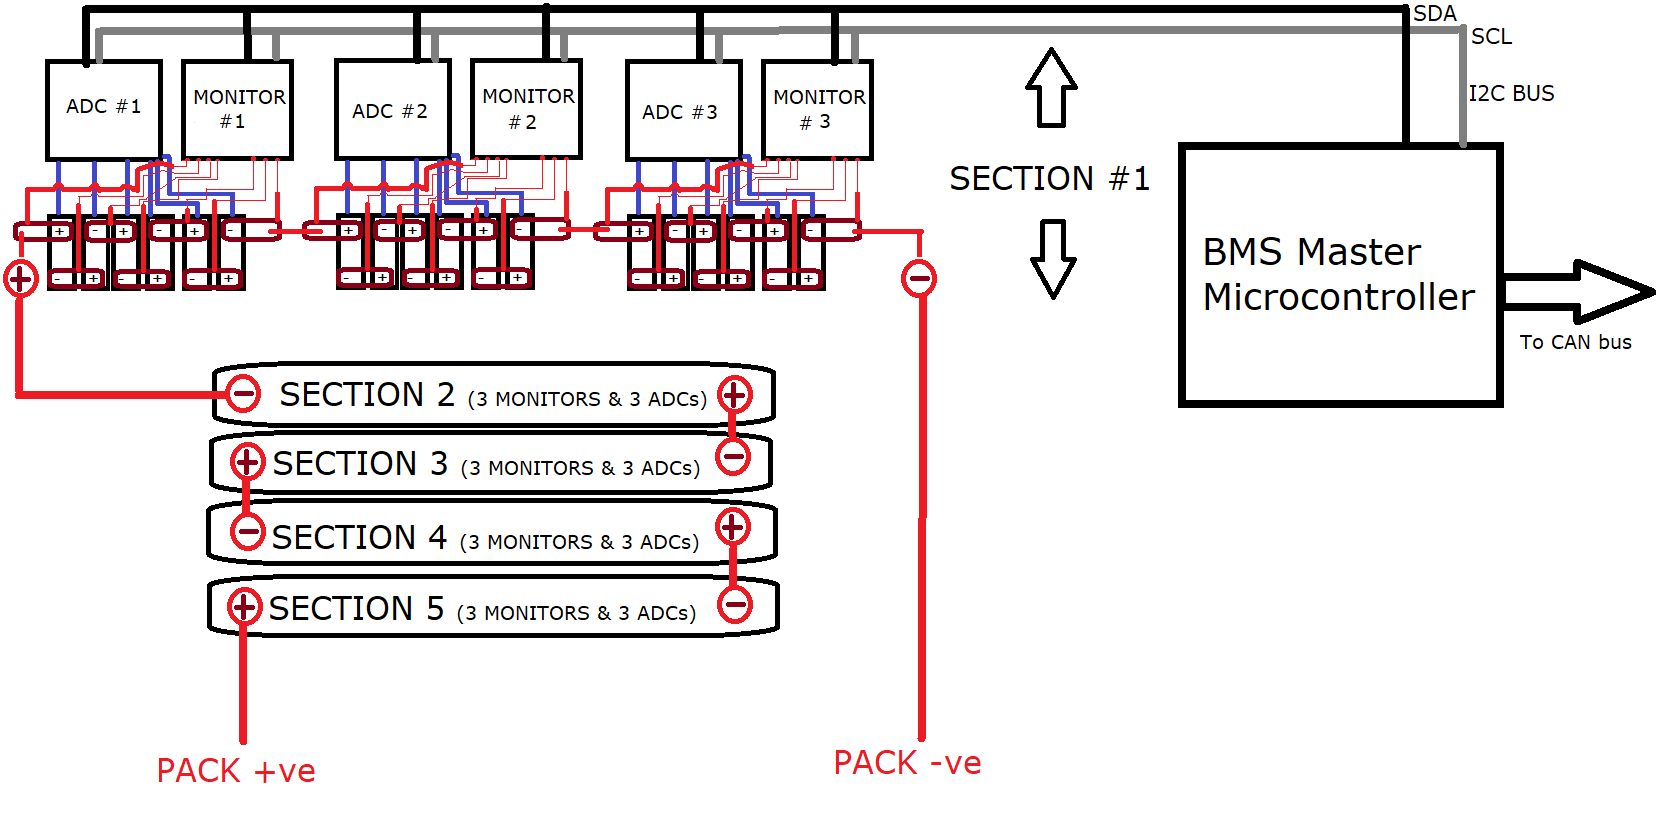 SDA
SCL
I2C BUS
ADC #1
MONITOR
#1
ADC #2
MONITOR
#2
ADC #3
MONITOR
# 3
SECTION #1
+ - + - + -
- + - + - +
+ - + - + -
- + - + - +
+ - + - + -
- + - + - +
+
-
BMS Master
Microcontroller
To CAN bus
- SECTION 2 (3 MONITORS & 3 ADCs) +
+ SECTION 3 (3 MONITORS & 3 ADCs) -
- SECTION 4 (3 MONITORS & 3 ADCs) +
+ SECTION 5 (3 MONITORS & 3 ADCs) -
PACK +ve
PACK -ve